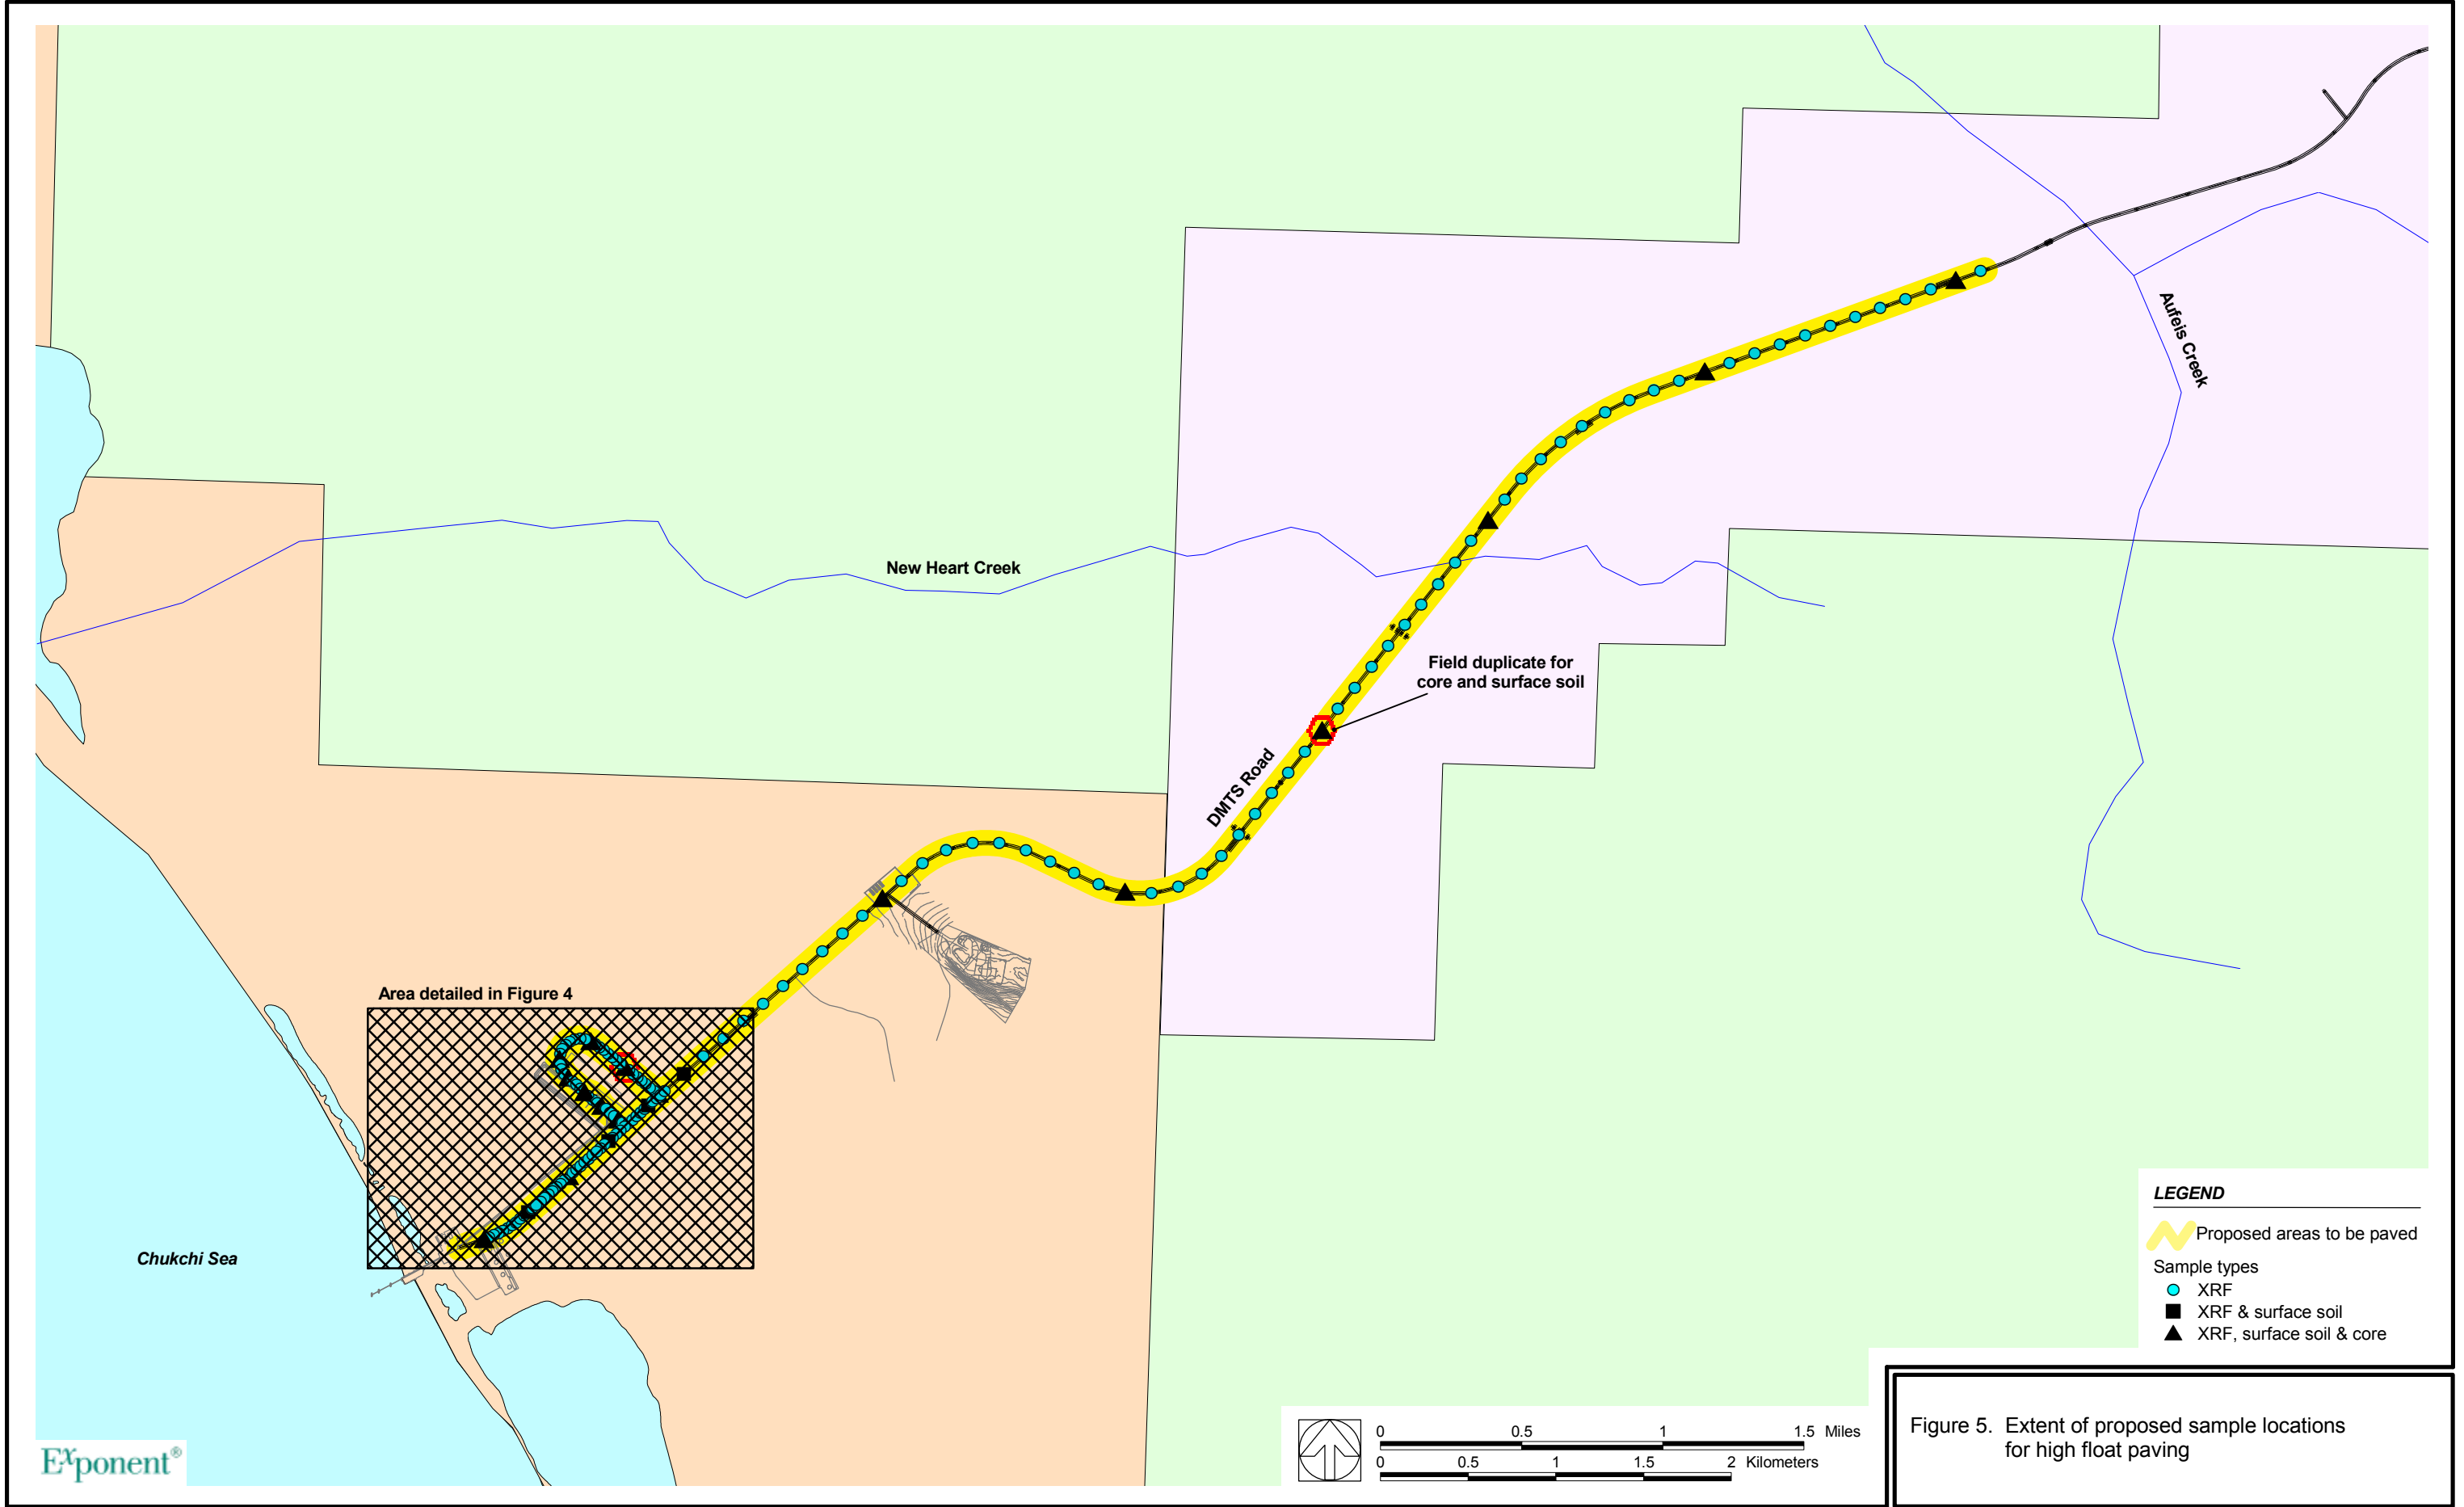 Aufeis Creek
New Heart Creek
Field duplicate for
core and surface soil
DMTS Road
Area detailed in Figure 4
Chukchi Sea
LEGEND
Proposed areas to be paved
Sample types
XRF
XRF & surface soil
XRF, surface soil & core
0 0.5 1 1.5 Miles
0 0.5 1 1.5 2 Kilometers
Exponent®
Figure 5. Extent of proposed sample locations
for high float paving